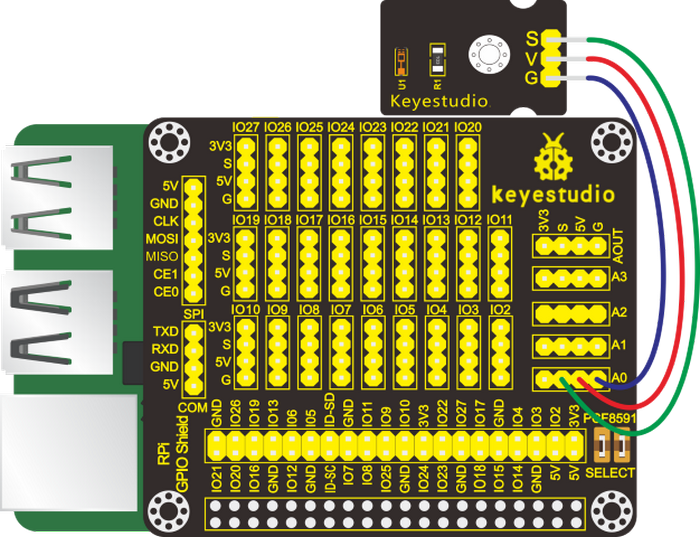 S
V
G
U1
R1
Keyestudio
IO27 IO26 IO25 IO24 IO23 IO22 IO21 IO20
3V3
S
5V
G
keyestudio
5V
GND
CLK
MOSI
MISO
CE1
CE0
SPI
IO19 IO18 IO17 IO16 IO15 IO14 IO13 IO12 IO11
3V3
S
5V
G
3V3 S 5V G
AOUT
A3
A2
A1
A0
IO10 IO9 IO8 IO7 IO6 IO5 IO4 IO3 IO2
3V3
S
5V
G
TXD
RXD
GND
5V
COM
RPi
GPIO Shield
GND IO26 IO19 IO13 IO6 IO5 ID-SD GND IO11 IO9 IO10 3V3 IO22 IO27 IO17 GND IO4 IO3 IO2 3V3
PCF8591
IO21 IO20 IO16 GND IO12 GND ID-SC IO7 IO8 IO25 GND IO24 IO23 GND IO18 IO15 IO14 GND 5V 5V
SELECT